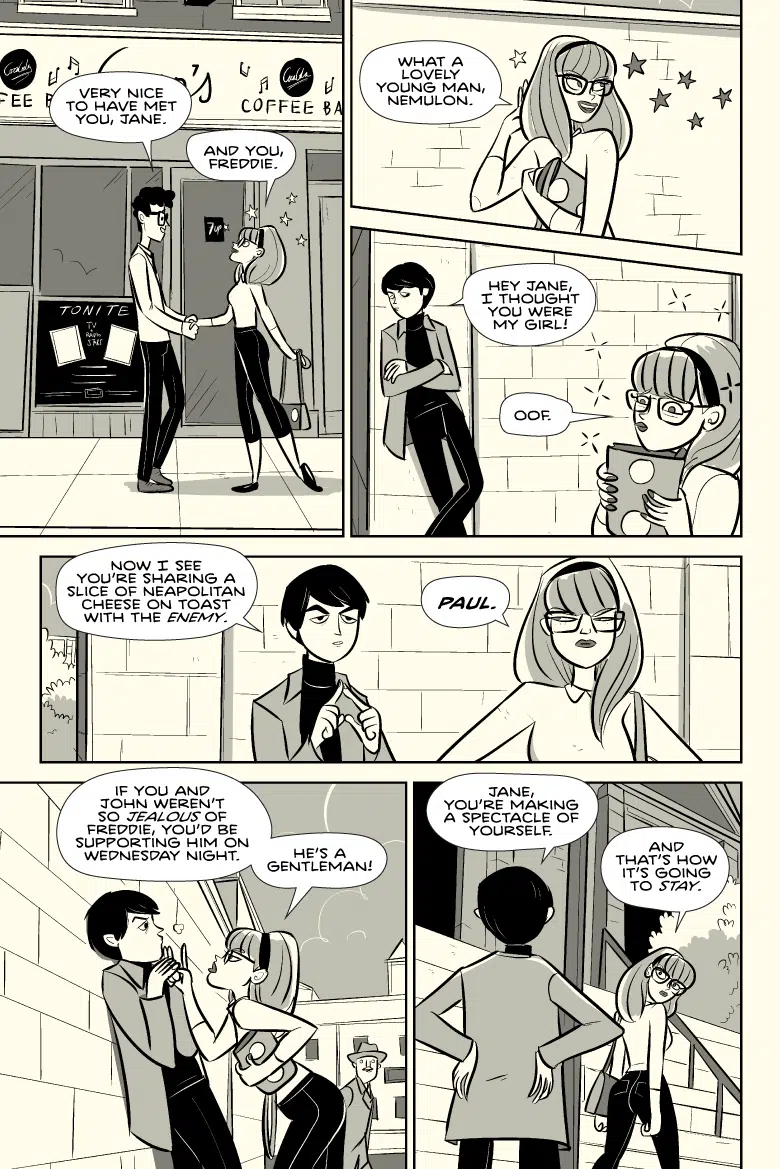 FEE B
's
COFFEE BA
VERY NICE
TO HAVE MET
YOU, JANE.
AND YOU,
FREDDIE.
7up
TONITE
TV
STARS
WHAT A
LOVELY
YOUNG MAN,
NEMULON.
HEY JANE,
I THOUGHT
YOU WERE
MY GIRL!
OOF.
NOW I SEE
YOU'RE SHARING A
SLICE OF NEAPOLITAN
CHEESE ON TOAST
WITH THE ENEMY.
PAUL.
IF YOU AND
JOHN WEREN'T
SO JEALOUS OF
FREDDIE, YOU'D BE
SUPPORTING HIM ON
WEDNESDAY NIGHT.
HE'S A
GENTLEMAN!
JANE,
YOU'RE MAKING
A SPECTACLE OF
YOURSELF.
AND
THAT'S HOW
IT'S GOING
TO STAY.